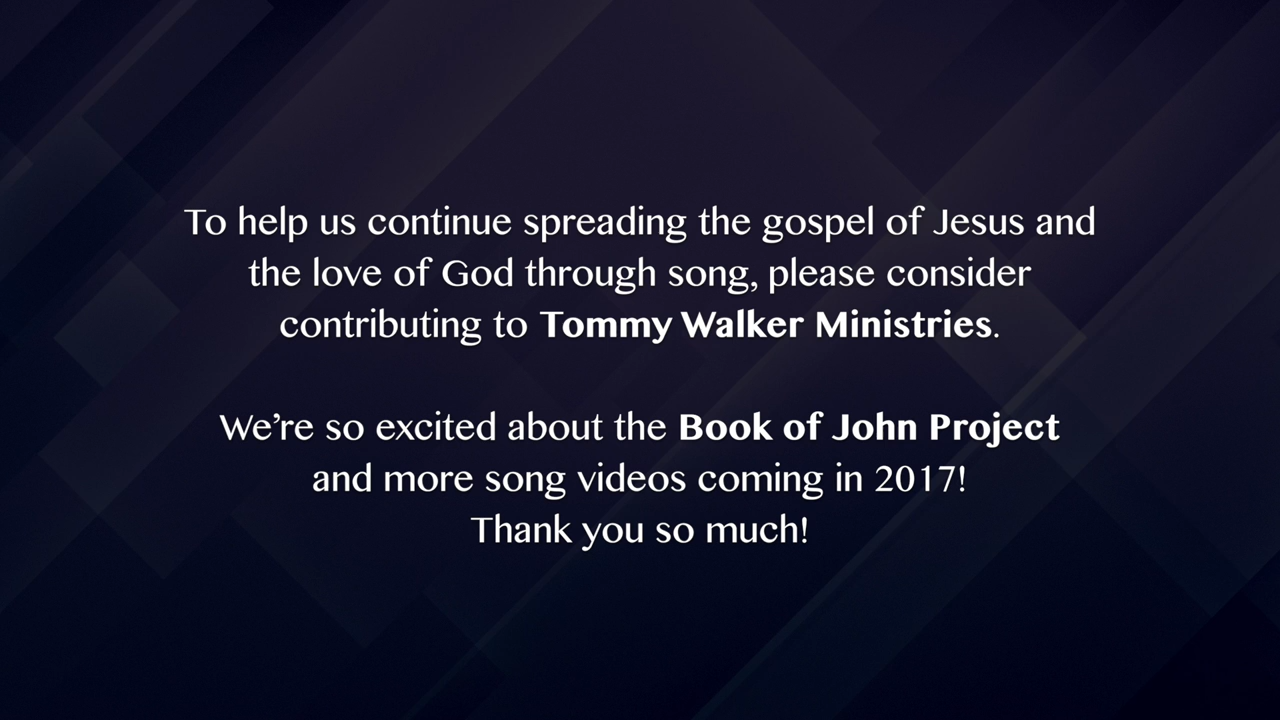 To help us continue spreading the gospel of Jesus and
the love of God through song, please consider
contributing to Tommy Walker Ministries.
We’re so excited about the Book of John Project
and more song videos coming in 2017!
Thank you so much!